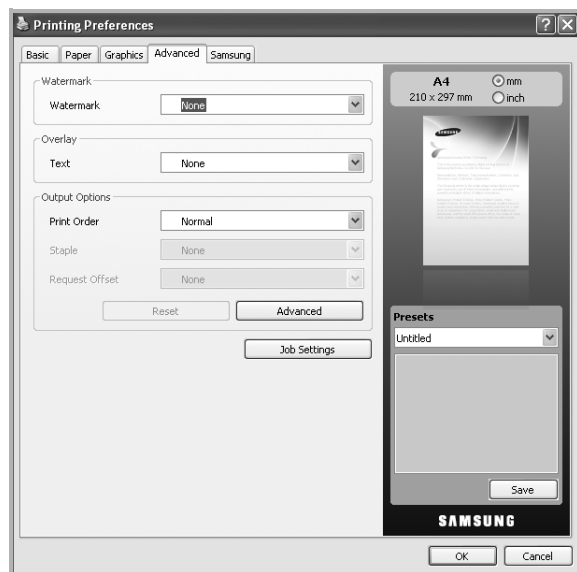 Printing Preferences
Basic Paper Graphics Advanced Samsung
Watermark
Watermark None
Overlay
Text None
Output Options
Print Order Normal
Staple None
Request Offset None
Reset Advanced
Job Settings
A4 mm
210 x 297 mm inch
SAMSUNG
Presets
Untitled
Save
SAMSUNG
OK Cancel